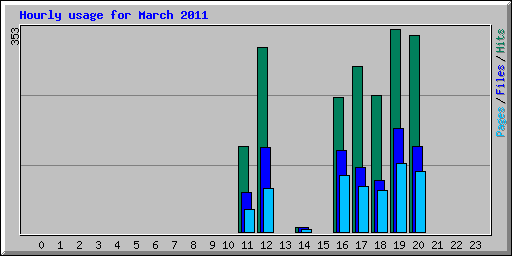 Hourly usage for March 2011
353
Pages / Files / Hits
0 1 2 3 4 5 6 7 8 9 10 11 12 13 14 15 16 17 18 19 20 21 22 23